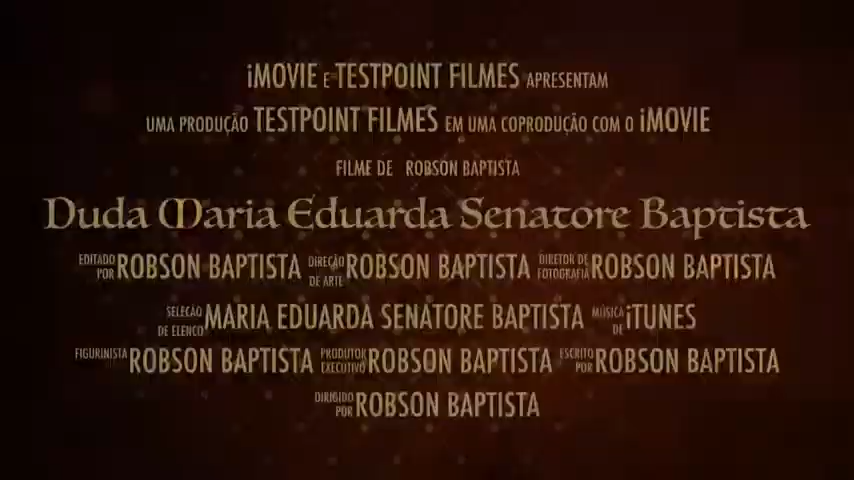 iMOVIE E TESTPOINT FILMES APRESENTAM
UMA PRODUÇÃO TESTPOINT FILMES EM UMA COPRODUÇÃO COM O iMOVIE
FILME DE ROBSON BAPTISTA
Duda Maria Eduarda Senatore Baptista
EDITADO POR ROBSON BAPTISTA DIREÇÃO DE ARTE ROBSON BAPTISTA DIRETOR DE FOTOGRAFIA ROBSON BAPTISTA
SELEÇÃO DE ELENCO MARIA EDUARDA SENATORE BAPTISTA MÚSICA DE iTUNES
FIGURINISTA ROBSON BAPTISTA PRODUTOR EXECUTIVO ROBSON BAPTISTA ESCRITO POR ROBSON BAPTISTA
DIRIGIDO POR ROBSON BAPTISTA